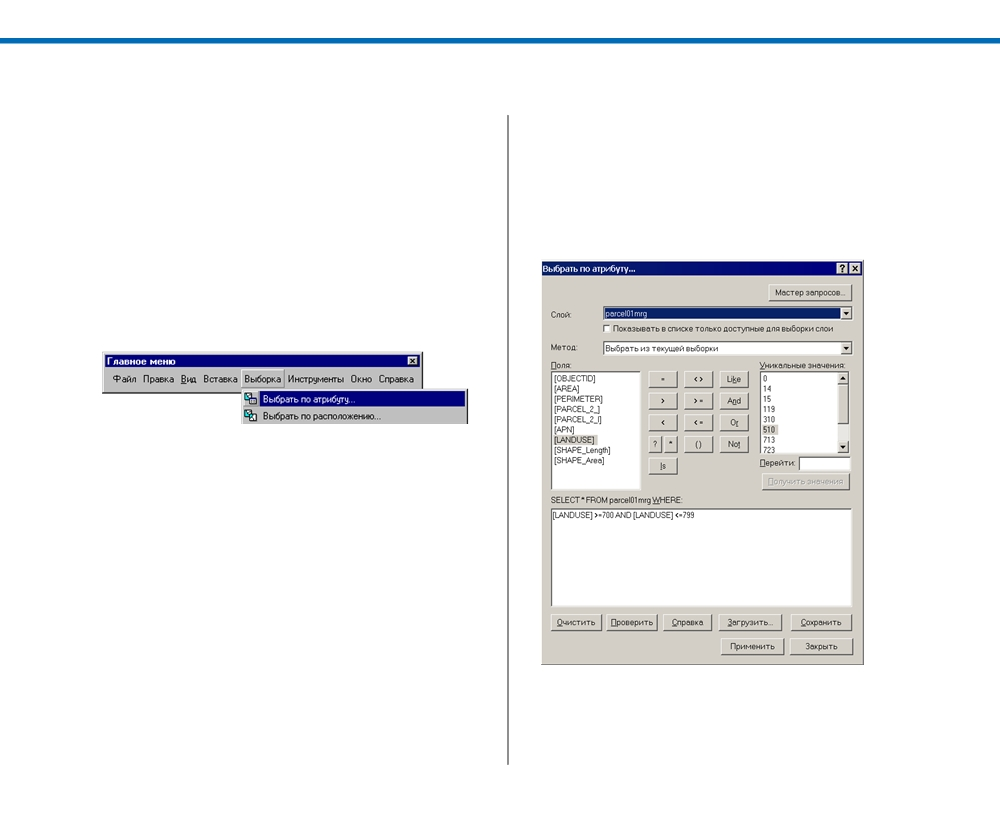 Главное меню
Файл Правка Вид Вставка Выборка Инструменты Окно Справка
Выбрать по атрибуту...
Выбрать по расположению...
Выбрать по атрибуту...
Мастер запросов...
Слой: parcel01mrg
Показывать в списке только доступные для выборки слои
Метод: Выбрать из текущей выборки
Поля:
[OBJECTID]
[AREA]
[PERIMETER]
[PARCEL_2_]
[PARCEL_2_I]
[APN]
[LANDUSE]
[SHAPE_Length]
[SHAPE_Area]
= < > Like
> > = And
< < = Or
? * ( ) Not
Is
Уникальные значения:
0
14
15
119
310
510
713
723
Перейти:
Получить значения
SELECT * FROM parcel01mrg WHERE:
[LANDUSE] >=700 AND [LANDUSE] <=799
Очистить Проверить Справка Загрузить... Сохранить
Применить Закрыть